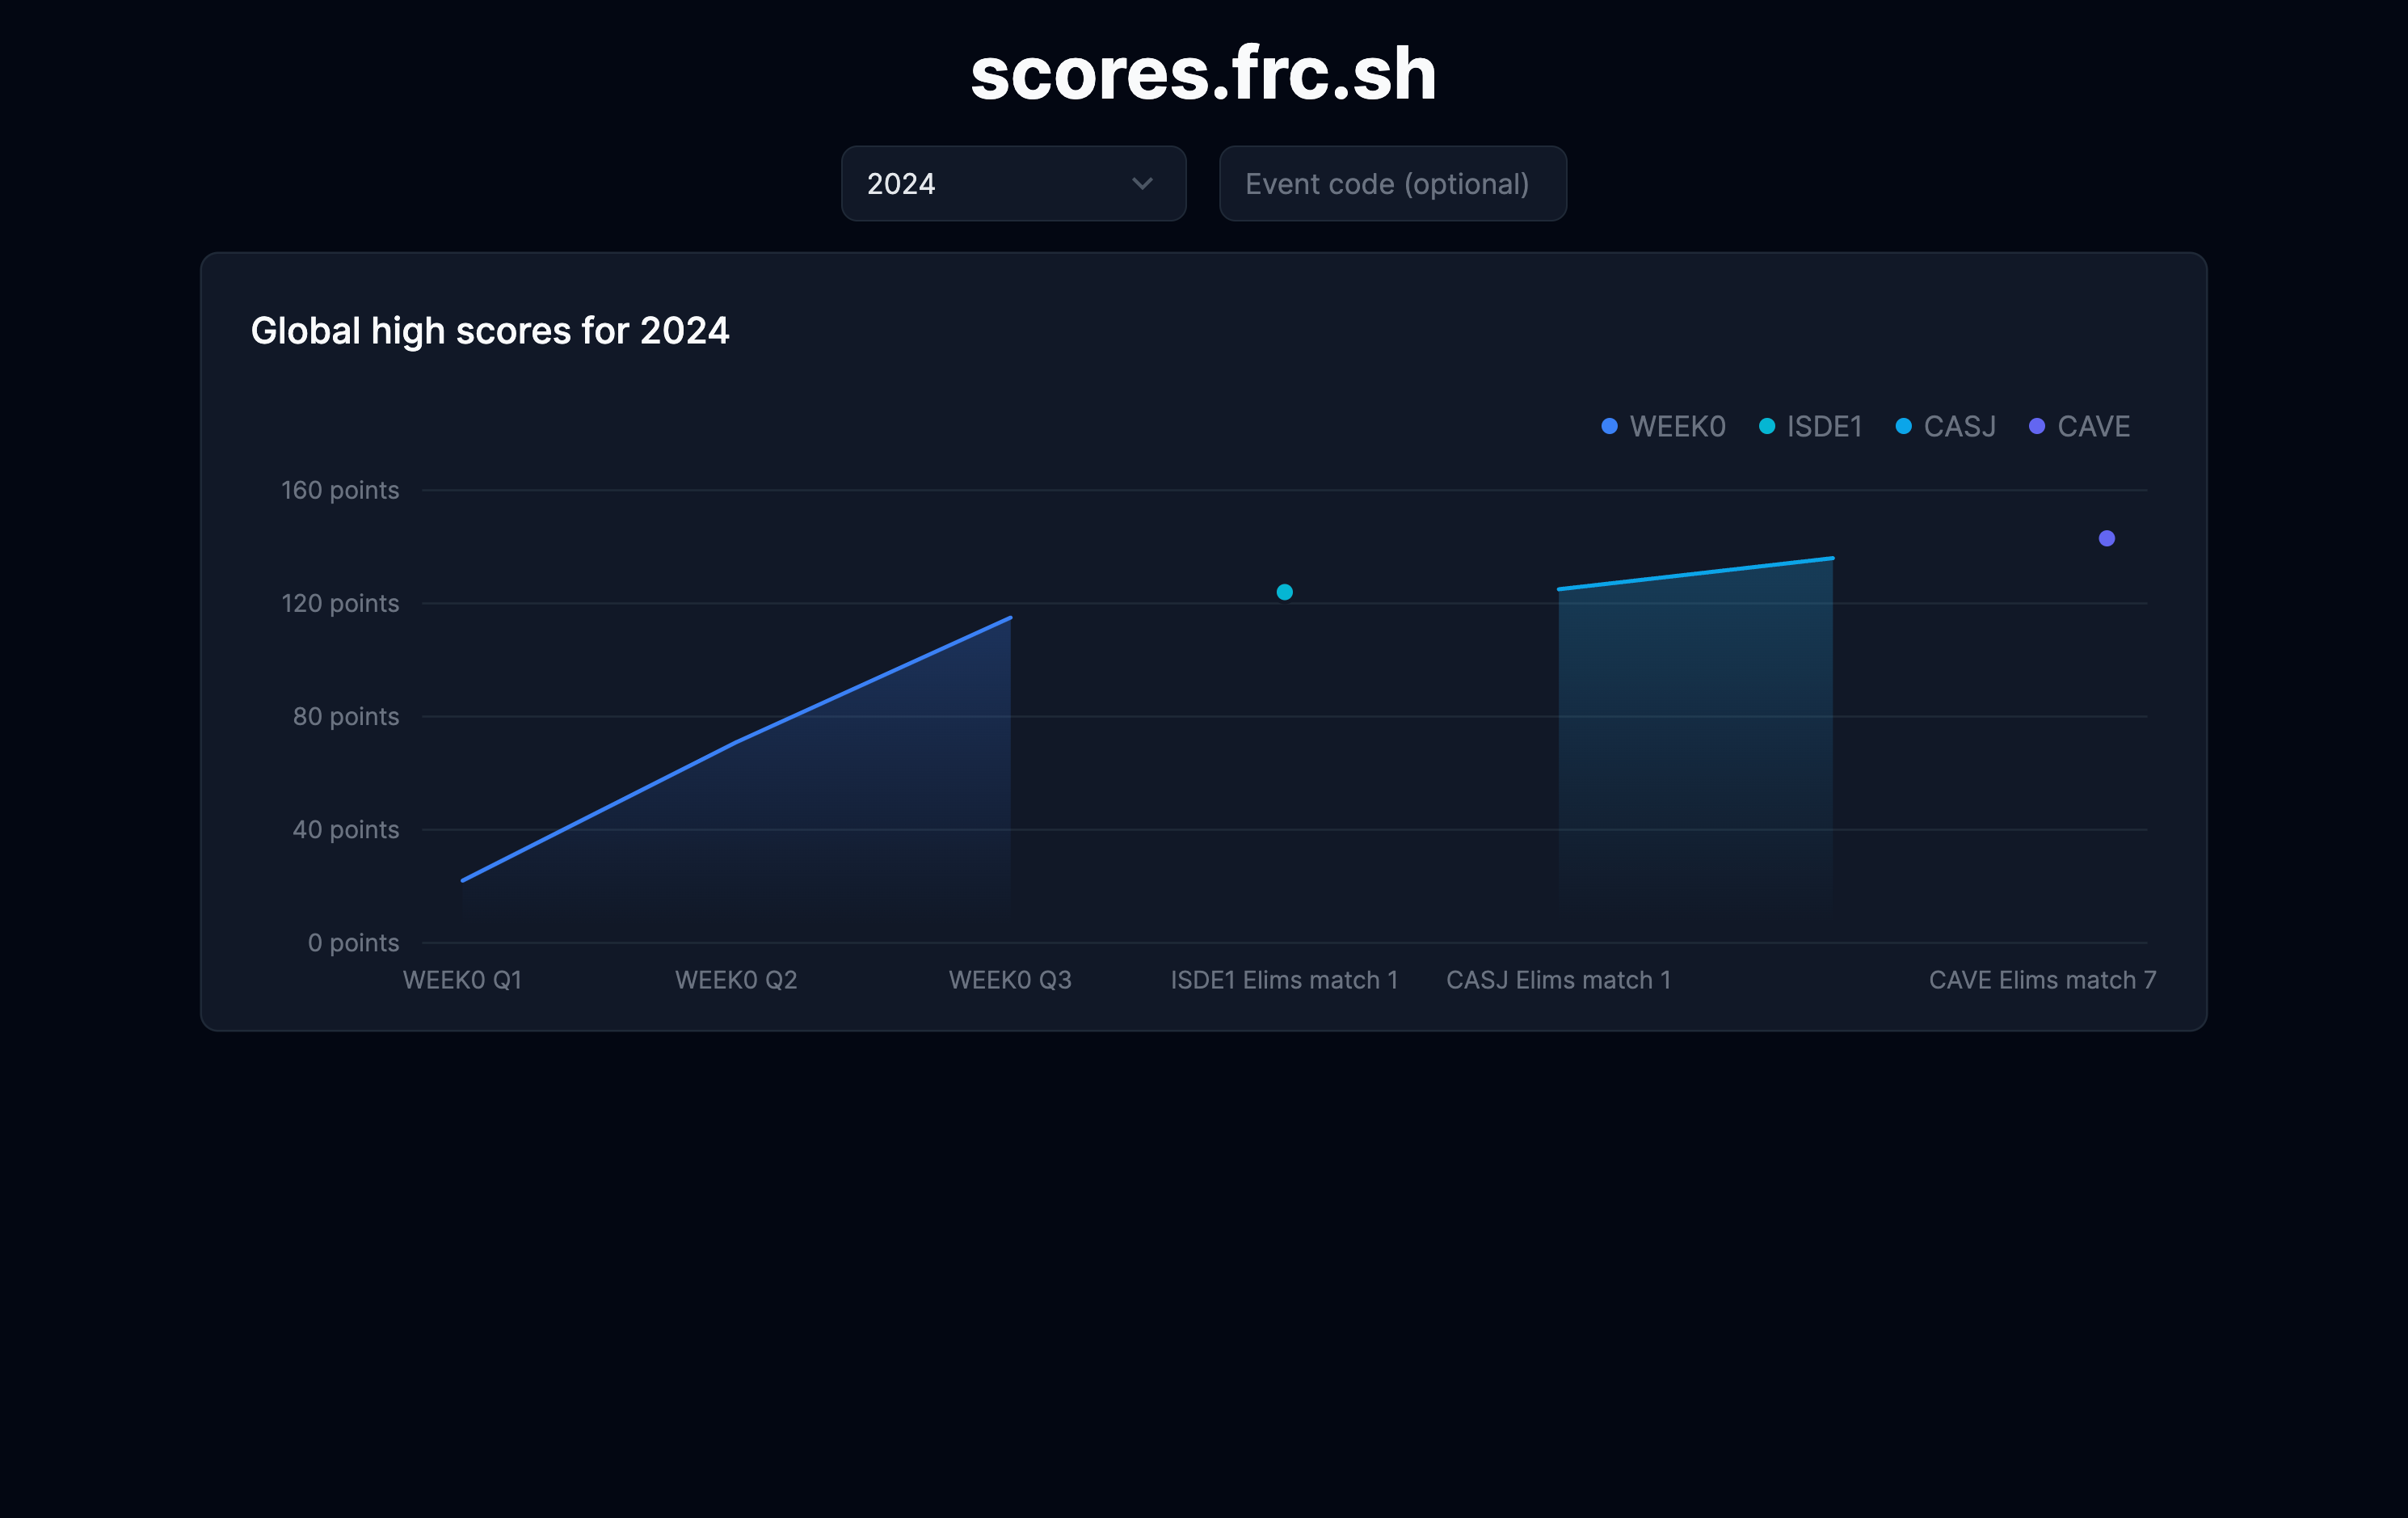 scores.frc.sh
2024
Event code (optional)
Global high scores for 2024
WEEK0 ISDE1 CASJ CAVE
160 points
120 points
80 points
40 points
0 points
WEEK0 Q1 WEEK0 Q2 WEEK0 Q3 ISDE1 Elims match 1 CASJ Elims match 1 CAVE Elims match 7